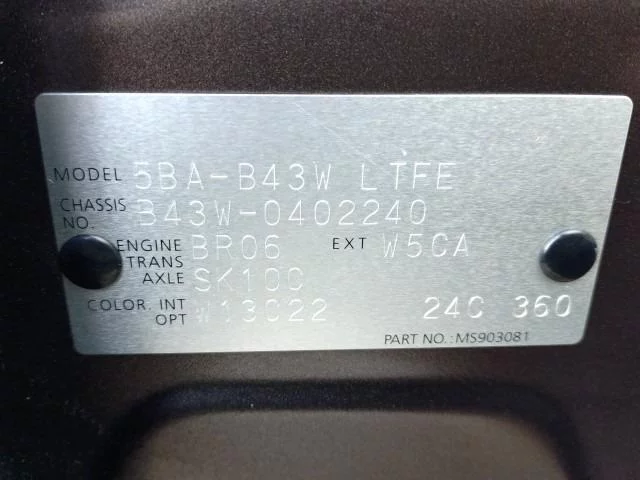 MODEL 5BA-B43W LTFE
CHASSIS NO. B43W-0402240
ENGINE BR06 EXT W5CA
TRANS AXLE SK10C
COLOR. INT OPT W13C22 24C 360
PART NO.: MS903081